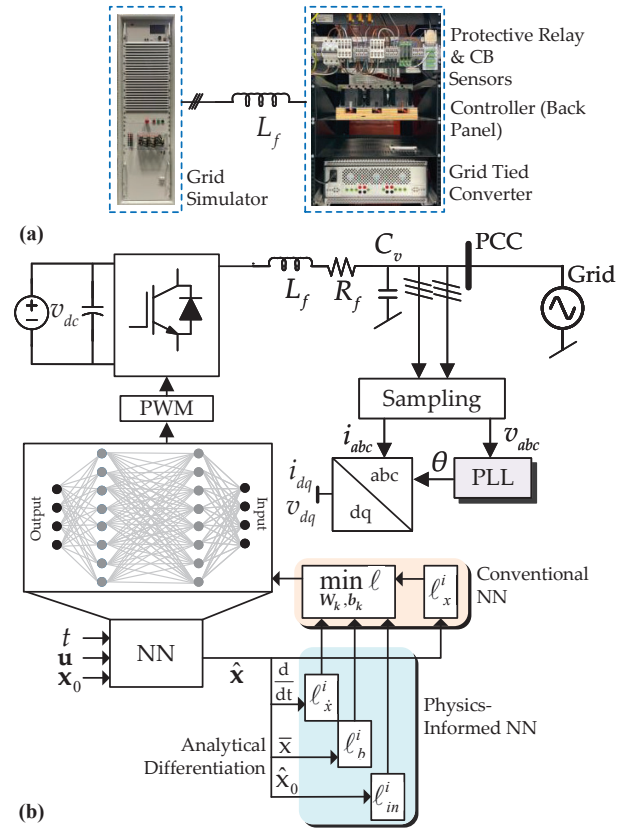 Protective Relay
& CB
Sensors
Controller (Back
Panel)
Grid Tied
Converter
L_f
Grid
Simulator
(a)
C_v
PCC
Grid
v_dc
L_f
R_f
Sampling
PWM
i_abc
v_abc
θ
abc
dq
PLL
i_dq
v_dq
Output
Input
min ℓ
W_k, b_k
ℓ^i_x
Conventional
NN
t
u
x_0
NN
x̂
d
dt
ℓ^i_ẋ
Physics-
Informed NN
Analytical
Differentiation
x̄
ℓ^i_b
x̂_0
ℓ^i_in
(b)